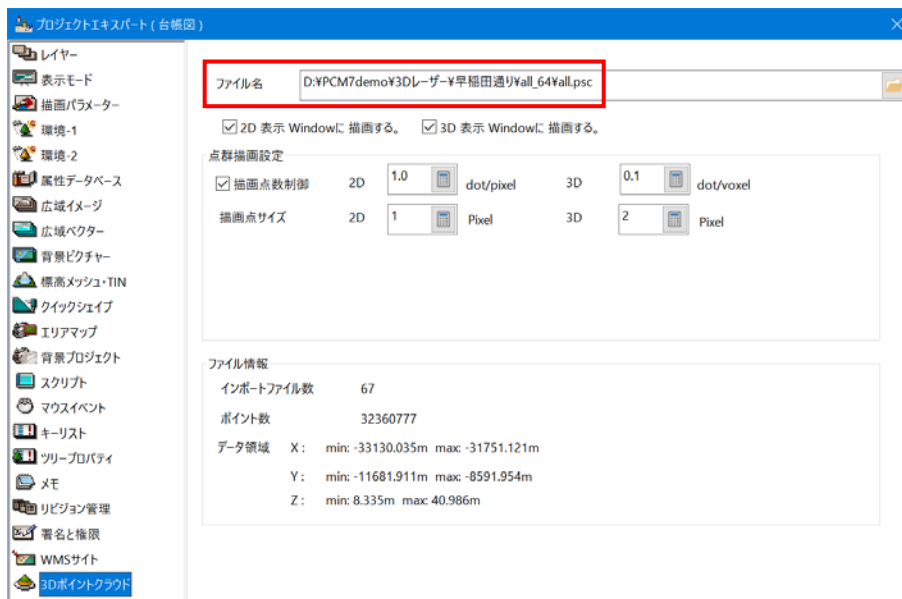 プロジェクトエキスパート ( 台帳図 )
レイヤー
表示モード
描画パラメーター
環境-1
環境-2
属性データベース
広域イメージ
広域ベクター
背景ピクチャー
標高メッシュ・TIN
クイックシェイプ
エリアマップ
背景プロジェクト
スクリプト
マウスイベント
キーリスト
ツリープロパティ
メモ
リビジョン管理
署名と権限
WMSサイト
3Dポイントクラウド
ファイル名 D:¥PCM7demo¥3Dレーザー¥早稲田通り¥all_64¥all.psc
2D 表示 Windowに 描画する。 3D 表示 Windowに 描画する。
点群描画設定
描画点数制御 2D 1.0 dot/pixel 3D 0.1 dot/voxel
描画点サイズ 2D 1 Pixel 3D 2 Pixel
ファイル情報
インポートファイル数 67
ポイント数 32360777
データ領域 X : min: -33130.035m max: -31751.121m
Y : min: -11681.911m max: -8591.954m
Z : min: 8.335m max: 40.986m